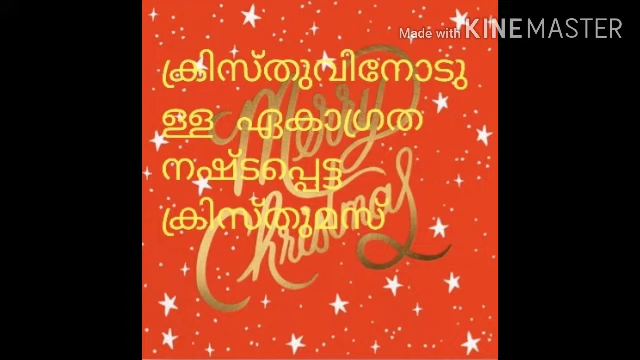 Made with KINEMASTER
ക്രിസ്തുവിനോടു
ള്ള ഏകാഗ്രത
നഷ്ടപ്പെട്ട
ക്രിസ്തുമസ്
Merry
Christmas